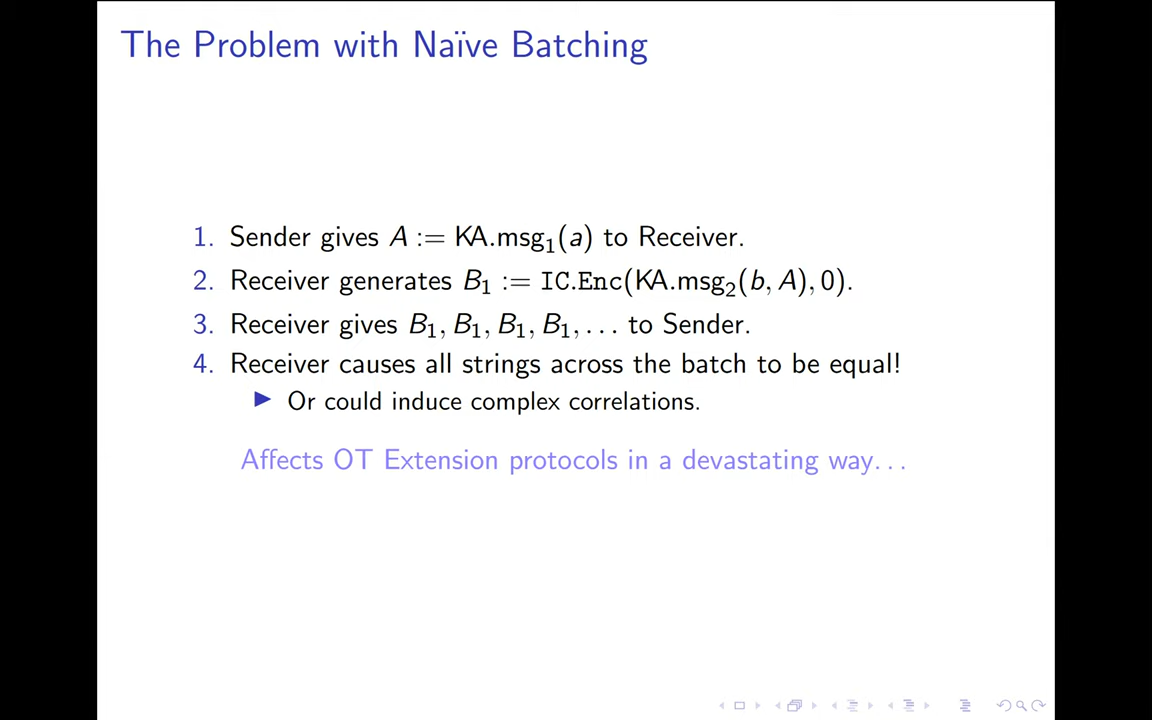 The Problem with Naïve Batching
1. Sender gives A := KA.msg₁(a) to Receiver.
2. Receiver generates B₁ := IC.Enc(KA.msg₂(b, A), 0).
3. Receiver gives B₁, B₁, B₁, B₁, . . . to Sender.
4. Receiver causes all strings across the batch to be equal!
▶ Or could induce complex correlations.
Affects OT Extension protocols in a devastating way. . .